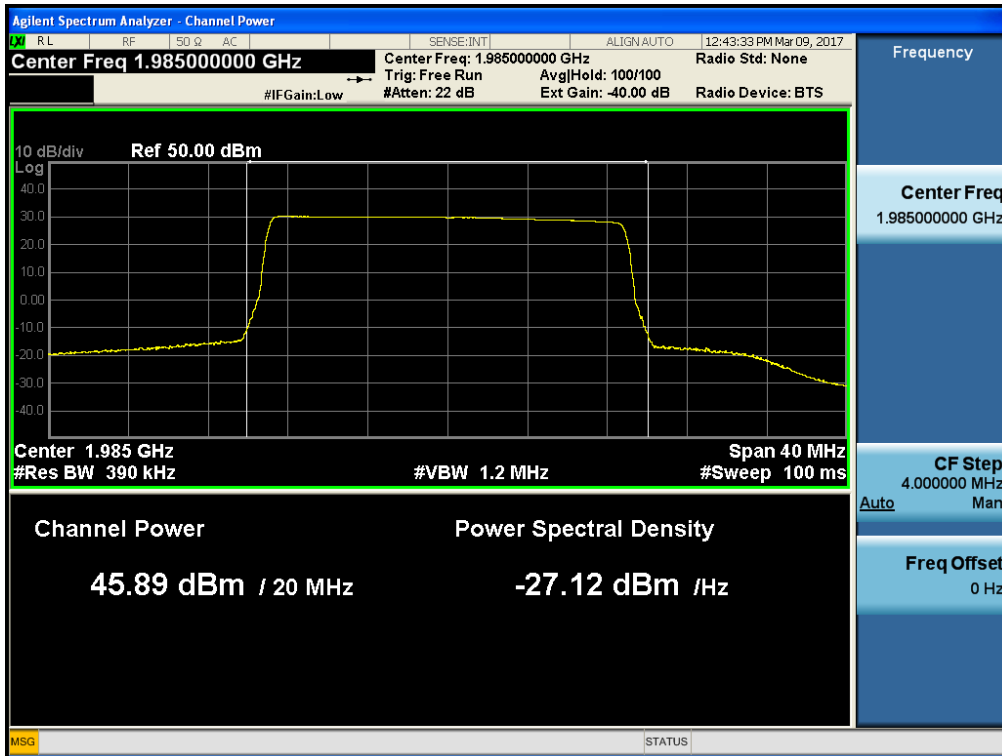 Agilent Spectrum Analyzer - Channel Power
LXI RL RF 50 Ω AC SENSE:INT ALIGN AUTO 12:43:33 PM Mar 09, 2017
Center Freq 1.985000000 GHz
Center Freq: 1.985000000 GHz
Radio Std: None
Trig: Free Run Avg|Hold: 100/100
#IFGain:Low
#Atten: 22 dB Ext Gain: -40.00 dB Radio Device: BTS
10 dB/div Ref 50.00 dBm
Log
40.0
30.0
20.0
10.0
0.00
-10.0
-20.0
-30.0
-40.0
Center 1.985 GHz Span 40 MHz
#Res BW 390 kHz #VBW 1.2 MHz #Sweep 100 ms
Channel Power Power Spectral Density
45.89 dBm / 20 MHz -27.12 dBm /Hz
Frequency
Center Freq
1.985000000 GHz
CF Step
4.000000 MHz
Auto Man
Freq Offset
0 Hz
MSG STATUS